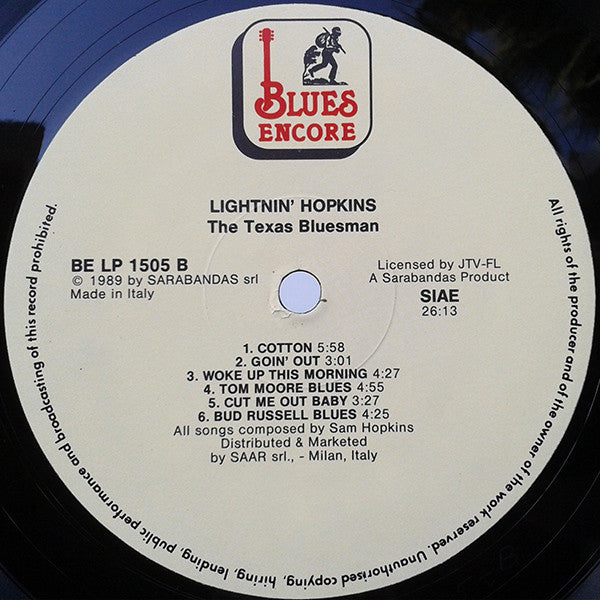 BLUES
ENCORE
LIGHTNIN' HOPKINS
The Texas Bluesman
BE LP 1505 B
© 1989 by SARABANDAS srl
Made in Italy
Licensed by JTV-FL
A Sarabandas Product
SIAE
26:13
1. COTTON 5:58
2. GOIN' OUT 3:01
3. WOKE UP THIS MORNING 4:27
4. TOM MOORE BLUES 4:55
5. CUT ME OUT BABY 3:27
6. BUD RUSSELL BLUES 4:25
All songs composed by Sam Hopkins
Distributed & Marketed
by SAAR srl., - Milan, Italy
All rights of the producer and of the owner of the work reserved. Unauthorised copying, hiring, lending, public performance and broadcasting of this record prohibited.